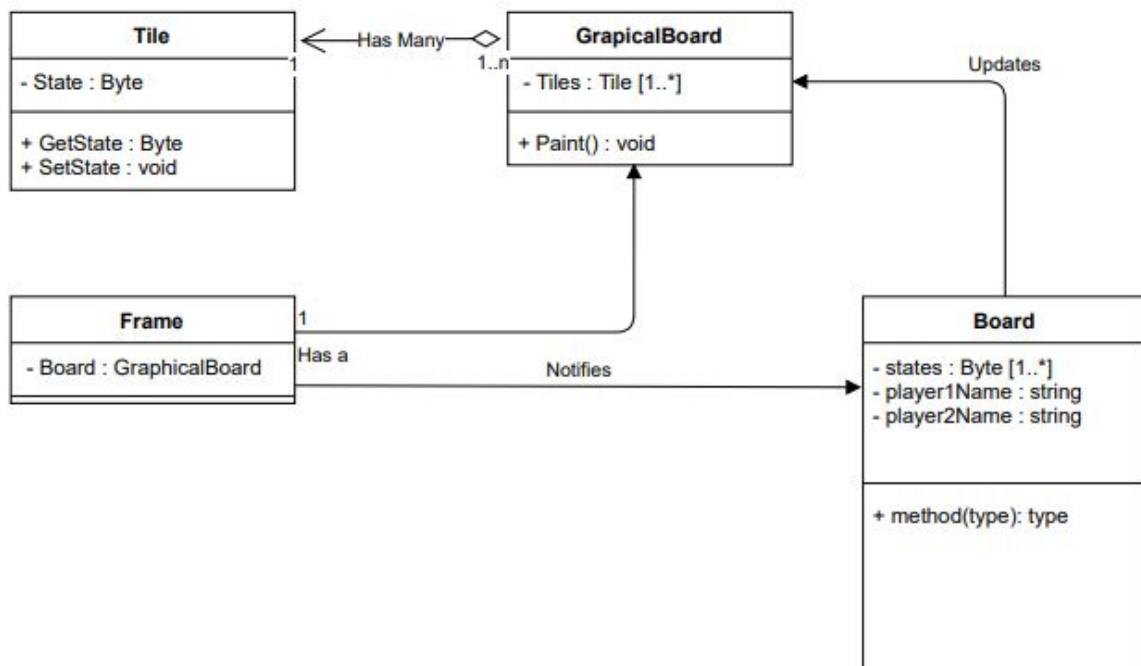 Tile
- State : Byte
+ GetState : Byte
+ SetState : void
1
Has Many
1..n
GrapicalBoard
- Tiles : Tile [1..*]
+ Paint() : void
Updates
Frame
- Board : GraphicalBoard
1
Has a
Notifies
Board
- states : Byte [1..*]
- player1Name : string
- player2Name : string
+ method(type): type